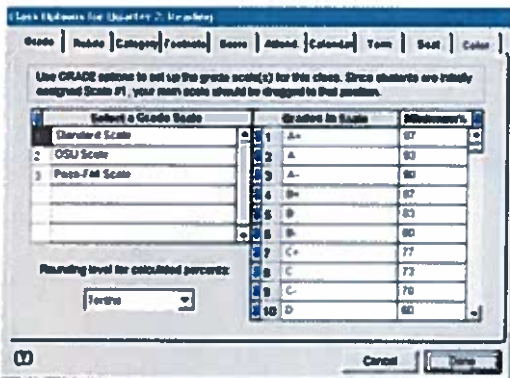 Class Options for Quarter 2: Reading
Grade Rubric Category Footnote Score Attend. Calendar Term Seat Color
Use GRADE options to set up the grade scale(s) for this class. Since students are initially
assigned Scale #1, your main scale should be dragged to that position.
Select a Grade Scale Grades in Scale Minimum%
1 Standard Scale 1 A+ 97
2 OSU Scale 2 A 93
3 Pass-Fail Scale 3 A- 90
4 B+ 87
5 B 83
6 B- 80
7 C+ 77
8 C 73
9 C- 70
10 D 60
Rounding level for calculated percents:
Tenths
Cancel Done